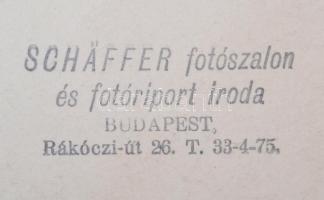 SCHÄFFER fotószalon
és fotóriport iroda
BUDAPEST,
Rákóczi-út 26. T. 33-4-75.